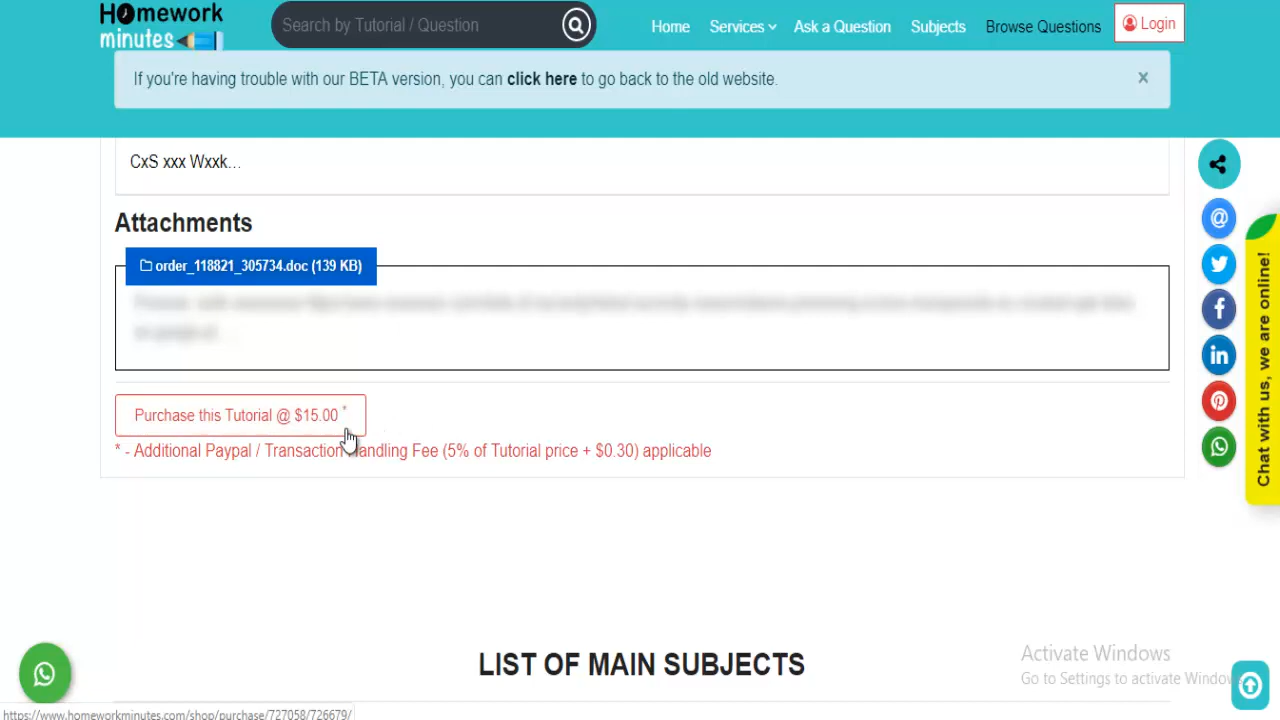 HOmework
minutes
Search by Tutorial / Question
Home Services Ask a Question Subjects Browse Questions Login
If you're having trouble with our BETA version, you can click here to go back to the old website.
×
CxS xxx Wxxk...
Attachments
order_118821_305734.doc (139 KB)
Purchase this Tutorial @ $15.00 *
* - Additional Paypal / Transaction Handling Fee (5% of Tutorial price + $0.30) applicable
Chat with us, we are online!
LIST OF MAIN SUBJECTS
Activate Windows
Go to Settings to activate Windows.
https://www.homeworkminutes.com/shop/purchase/727058/726679/